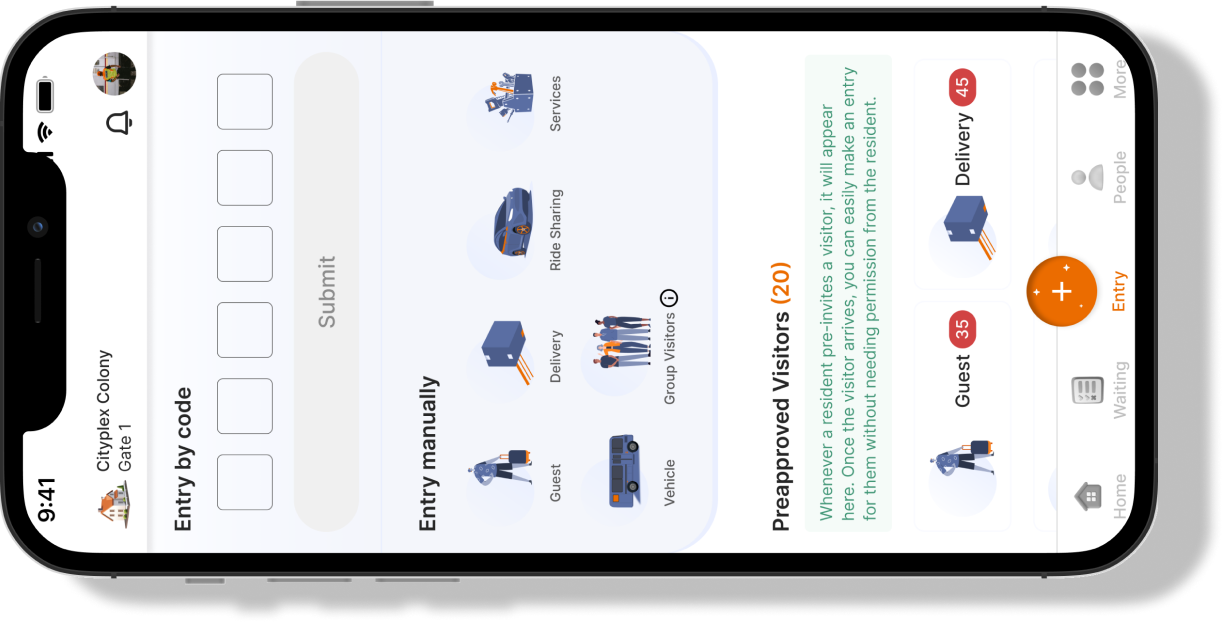 9:41
Cityplex Colony
Gate 1
Entry by code
Submit
Entry manually
Guest
Delivery
Ride Sharing
Services
Vehicle
Group Visitors
Preapproved Visitors (20)
Whenever a resident pre-invites a visitor, it will appear
here. Once the visitor arrives, you can easily make an entry
for them without needing permission from the resident.
Guest 35
Delivery 45
Home
Waiting
Entry
People
More